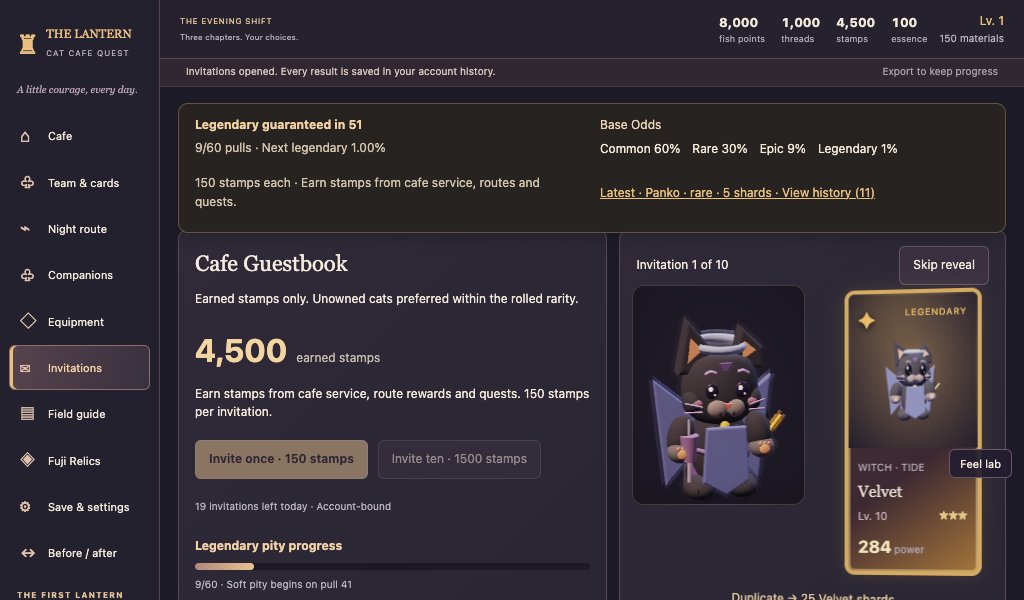 THE LANTERN
CAT CAFE QUEST
A little courage, every day.
Cafe
Team & cards
Night route
Companions
Equipment
Invitations
Field guide
Fuji Relics
Save & settings
Before / after
THE FIRST LANTERN
THE EVENING SHIFT
Three chapters. Your choices.
8,000
fish points
1,000
threads
4,500
stamps
100
essence
Lv. 1
150 materials
Invitations opened. Every result is saved in your account history.
Export to keep progress
Legendary guaranteed in 51
9/60 pulls · Next legendary 1.00%
150 stamps each · Earn stamps from cafe service, routes and
quests.
Base Odds
Common 60% Rare 30% Epic 9% Legendary 1%
Latest · Panko · rare · 5 shards · View history (11)
Cafe Guestbook
Earned stamps only. Unowned cats preferred within the rolled rarity.
4,500 earned stamps
Earn stamps from cafe service, route rewards and quests. 150 stamps
per invitation.
Invite once · 150 stamps
Invite ten · 1500 stamps
19 invitations left today · Account-bound
Legendary pity progress
9/60 · Soft pity begins on pull 41
Invitation 1 of 10
Skip reveal
LEGENDARY
WITCH · TIDE
Velvet
Lv. 10
284 power
Feel lab
Duplicate → 25 Velvet shards